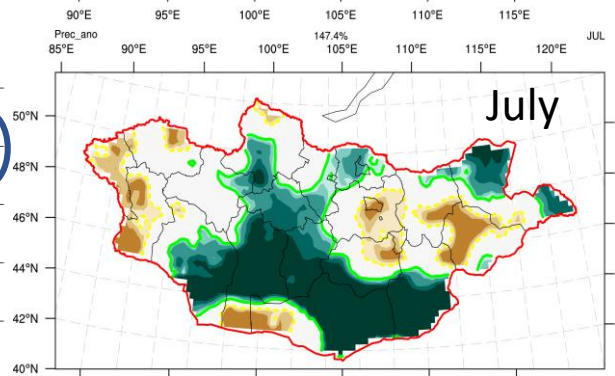 90°E 95°E 100°E 105°E 110°E 115°E
Prec_ano 147.4% JUL
85°E 90°E 95°E 100°E 105°E 110°E 115°E 120°E
July
50°N
48°N
46°N
44°N
42°N
40°N